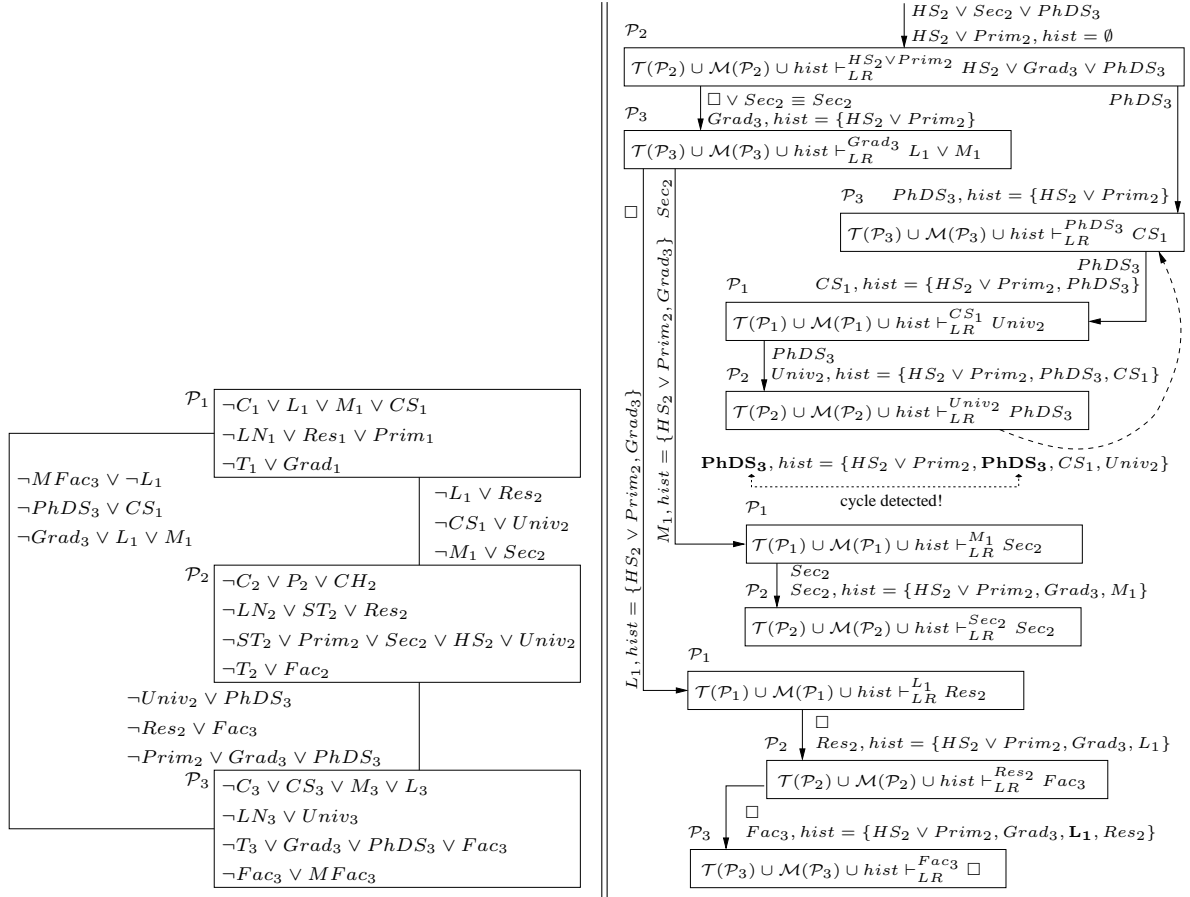 𝒫₁
¬C₁ ∨ L₁ ∨ M₁ ∨ CS₁
¬LN₁ ∨ Res₁ ∨ Prim₁
¬T₁ ∨ Grad₁
¬MFac₃ ∨ ¬L₁
¬PhDS₃ ∨ CS₁
¬Grad₃ ∨ L₁ ∨ M₁
¬L₁ ∨ Res₂
¬CS₁ ∨ Univ₂
¬M₁ ∨ Sec₂
𝒫₂
¬C₂ ∨ P₂ ∨ CH₂
¬LN₂ ∨ ST₂ ∨ Res₂
¬ST₂ ∨ Prim₂ ∨ Sec₂ ∨ HS₂ ∨ Univ₂
¬T₂ ∨ Fac₂
¬Univ₂ ∨ PhDS₃
¬Res₂ ∨ Fac₃
¬Prim₂ ∨ Grad₃ ∨ PhDS₃
𝒫₃
¬C₃ ∨ CS₃ ∨ M₃ ∨ L₃
¬LN₃ ∨ Univ₃
¬T₃ ∨ Grad₃ ∨ PhDS₃ ∨ Fac₃
¬Fac₃ ∨ MFac₃
HS₂ ∨ Sec₂ ∨ PhDS₃
HS₂ ∨ Prim₂, hist = ∅
𝒫₂
𝒯(𝒫₂) ∪ ℳ(𝒫₂) ∪ hist ⊢_{LR}^{HS₂∨Prim₂} HS₂ ∨ Grad₃ ∨ PhDS₃
□ ∨ Sec₂ ≡ Sec₂
PhDS₃
Grad₃, hist = {HS₂ ∨ Prim₂}
𝒫₃
𝒯(𝒫₃) ∪ ℳ(𝒫₃) ∪ hist ⊢_{LR}^{Grad₃} L₁ ∨ M₁
□
L₁, hist = {HS₂ ∨ Prim₂, Grad₃}
Sec₂
M₁, hist = {HS₂ ∨ Prim₂, Grad₃}
𝒫₃ PhDS₃, hist = {HS₂ ∨ Prim₂}
𝒯(𝒫₃) ∪ ℳ(𝒫₃) ∪ hist ⊢_{LR}^{PhDS₃} CS₁
PhDS₃
𝒫₁ CS₁, hist = {HS₂ ∨ Prim₂, PhDS₃}
𝒯(𝒫₁) ∪ ℳ(𝒫₁) ∪ hist ⊢_{LR}^{CS₁} Univ₂
PhDS₃
𝒫₂ Univ₂, hist = {HS₂ ∨ Prim₂, PhDS₃, CS₁}
𝒯(𝒫₂) ∪ ℳ(𝒫₂) ∪ hist ⊢_{LR}^{Univ₂} PhDS₃
PhDS₃, hist = {HS₂ ∨ Prim₂, PhDS₃, CS₁, Univ₂}
cycle detected!
𝒫₁
𝒯(𝒫₁) ∪ ℳ(𝒫₁) ∪ hist ⊢_{LR}^{M₁} Sec₂
Sec₂
𝒫₂ Sec₂, hist = {HS₂ ∨ Prim₂, Grad₃, M₁}
𝒯(𝒫₂) ∪ ℳ(𝒫₂) ∪ hist ⊢_{LR}^{Sec₂} Sec₂
𝒫₁
𝒯(𝒫₁) ∪ ℳ(𝒫₁) ∪ hist ⊢_{LR}^{L₁} Res₂
□
𝒫₂ Res₂, hist = {HS₂ ∨ Prim₂, Grad₃, L₁}
𝒯(𝒫₂) ∪ ℳ(𝒫₂) ∪ hist ⊢_{LR}^{Res₂} Fac₃
□
𝒫₃ Fac₃, hist = {HS₂ ∨ Prim₂, Grad₃, L₁, Res₂}
𝒯(𝒫₃) ∪ ℳ(𝒫₃) ∪ hist ⊢_{LR}^{Fac₃} □